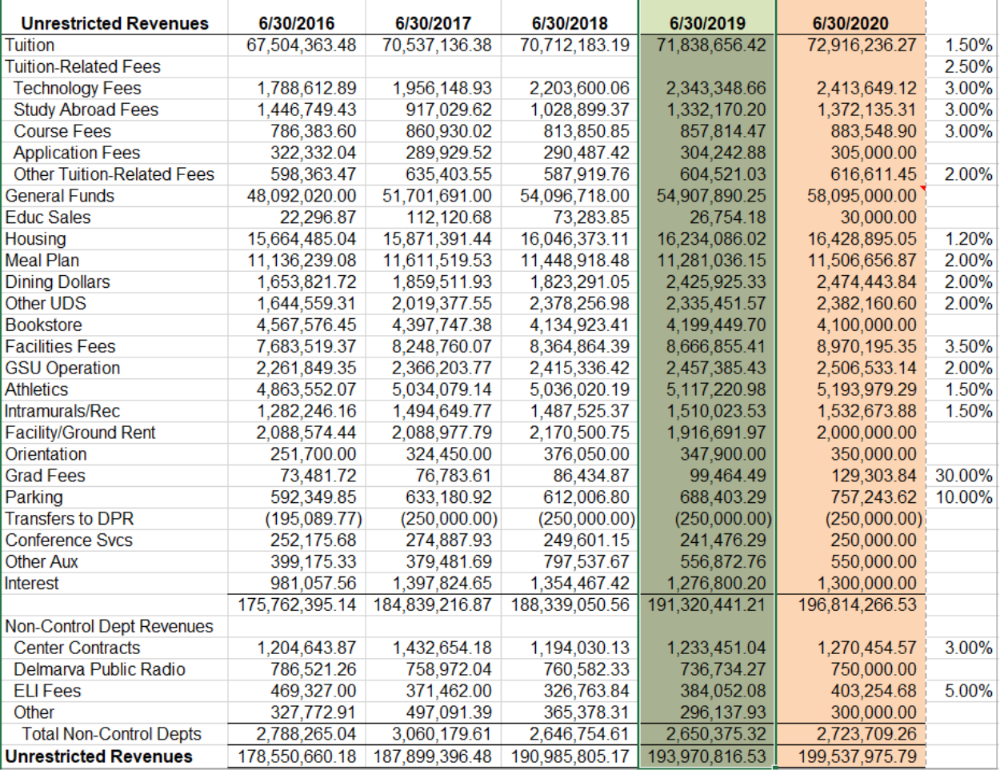 Unrestricted Revenues 6/30/2016 6/30/2017 6/30/2018 6/30/2019 6/30/2020
Tuition 67,504,363.48 70,537,136.38 70,712,183.19 71,838,656.42 72,916,236.27 1.50%
Tuition-Related Fees 2.50%
Technology Fees 1,788,612.89 1,956,148.93 2,203,600.06 2,343,348.66 2,413,649.12 3.00%
Study Abroad Fees 1,446,749.43 917,029.62 1,028,899.37 1,332,170.20 1,372,135.31 3.00%
Course Fees 786,383.60 860,930.02 813,850.85 857,814.47 883,548.90 3.00%
Application Fees 322,332.04 289,929.52 290,487.42 304,242.88 305,000.00
Other Tuition-Related Fees 598,363.47 635,403.55 587,919.76 604,521.03 616,611.45 2.00%
General Funds 48,092,020.00 51,701,691.00 54,096,718.00 54,907,890.25 58,095,000.00
Educ Sales 22,296.87 112,120.68 73,283.85 26,754.18 30,000.00
Housing 15,664,485.04 15,871,391.44 16,046,373.11 16,234,086.02 16,428,895.05 1.20%
Meal Plan 11,136,239.08 11,611,519.53 11,448,918.48 11,281,036.15 11,506,656.87 2.00%
Dining Dollars 1,653,821.72 1,859,511.93 1,823,291.05 2,425,925.33 2,474,443.84 2.00%
Other UDS 1,644,559.31 2,019,377.55 2,378,256.98 2,335,451.57 2,382,160.60 2.00%
Bookstore 4,567,576.45 4,397,747.38 4,134,923.41 4,199,449.70 4,100,000.00
Facilities Fees 7,683,519.37 8,248,760.07 8,364,864.39 8,666,855.41 8,970,195.35 3.50%
GSU Operation 2,261,849.35 2,366,203.77 2,415,336.42 2,457,385.43 2,506,533.14 2.00%
Athletics 4,863,552.07 5,034,079.14 5,036,020.19 5,117,220.98 5,193,979.29 1.50%
Intramurals/Rec 1,282,246.16 1,494,649.77 1,487,525.37 1,510,023.53 1,532,673.88 1.50%
Facility/Ground Rent 2,088,574.44 2,088,977.79 2,170,500.75 1,916,691.97 2,000,000.00
Orientation 251,700.00 324,450.00 376,050.00 347,900.00 350,000.00
Grad Fees 73,481.72 76,783.61 86,434.87 99,464.49 129,303.84 30.00%
Parking 592,349.85 633,180.92 612,006.80 688,403.29 757,243.62 10.00%
Transfers to DPR (195,089.77) (250,000.00) (250,000.00) (250,000.00) (250,000.00)
Conference Svcs 252,175.68 274,887.93 249,601.15 241,476.29 250,000.00
Other Aux 399,175.33 379,481.69 797,537.67 556,872.76 550,000.00
Interest 981,057.56 1,397,824.65 1,354,467.42 1,276,800.20 1,300,000.00
175,762,395.14 184,839,216.87 188,339,050.56 191,320,441.21 196,814,266.53
Non-Control Dept Revenues
Center Contracts 1,204,643.87 1,432,654.18 1,194,030.13 1,233,451.04 1,270,454.57 3.00%
Delmarva Public Radio 786,521.26 758,972.04 760,582.33 736,734.27 750,000.00
ELI Fees 469,327.00 371,462.00 326,763.84 384,052.08 403,254.68 5.00%
Other 327,772.91 497,091.39 365,378.31 296,137.93 300,000.00
Total Non-Control Depts 2,788,265.04 3,060,179.61 2,646,754.61 2,650,375.32 2,723,709.26
Unrestricted Revenues 178,550,660.18 187,899,396.48 190,985,805.17 193,970,816.53 199,537,975.79